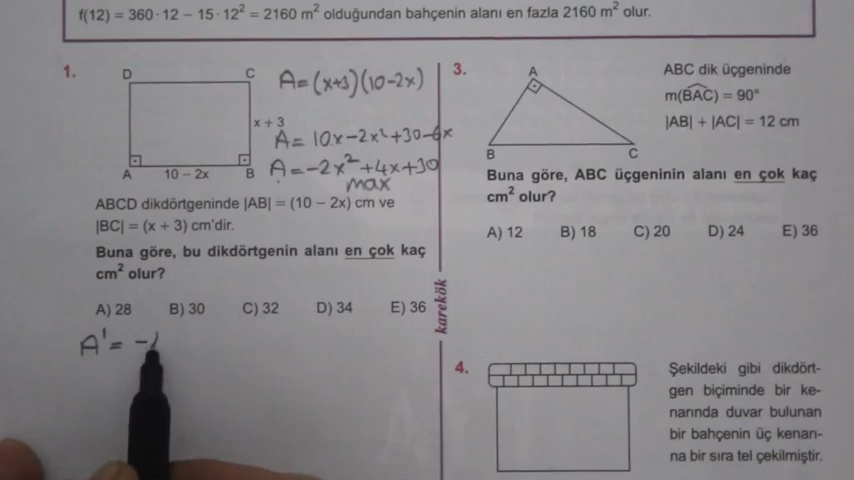 f(12) = 360 · 12 – 15 · 12² = 2160 m² olduğundan bahçenin alanı en fazla 2160 m² olur.
1.
D
C
x + 3
A
10 – 2x
B
A=(x+3)(10-2x)
A= 10x-2x²+30-6x
A=-2x²+4x+30
max
ABCD dikdörtgeninde |AB| = (10 – 2x) cm ve
|BC| = (x + 3) cm'dir.
Buna göre, bu dikdörtgenin alanı en çok kaç
cm² olur?
A) 28 B) 30 C) 32 D) 34 E) 36
A' = -
karekök
3.
A
B
C
ABC dik üçgeninde
m(BAC) = 90°
|AB| + |AC| = 12 cm
Buna göre, ABC üçgeninin alanı en çok kaç
cm² olur?
A) 12 B) 18 C) 20 D) 24 E) 36
4.
Şekildeki gibi dikdört-
gen biçiminde bir ke-
narında duvar bulunan
bir bahçenin üç kenarı-
na bir sıra tel çekilmiştir.